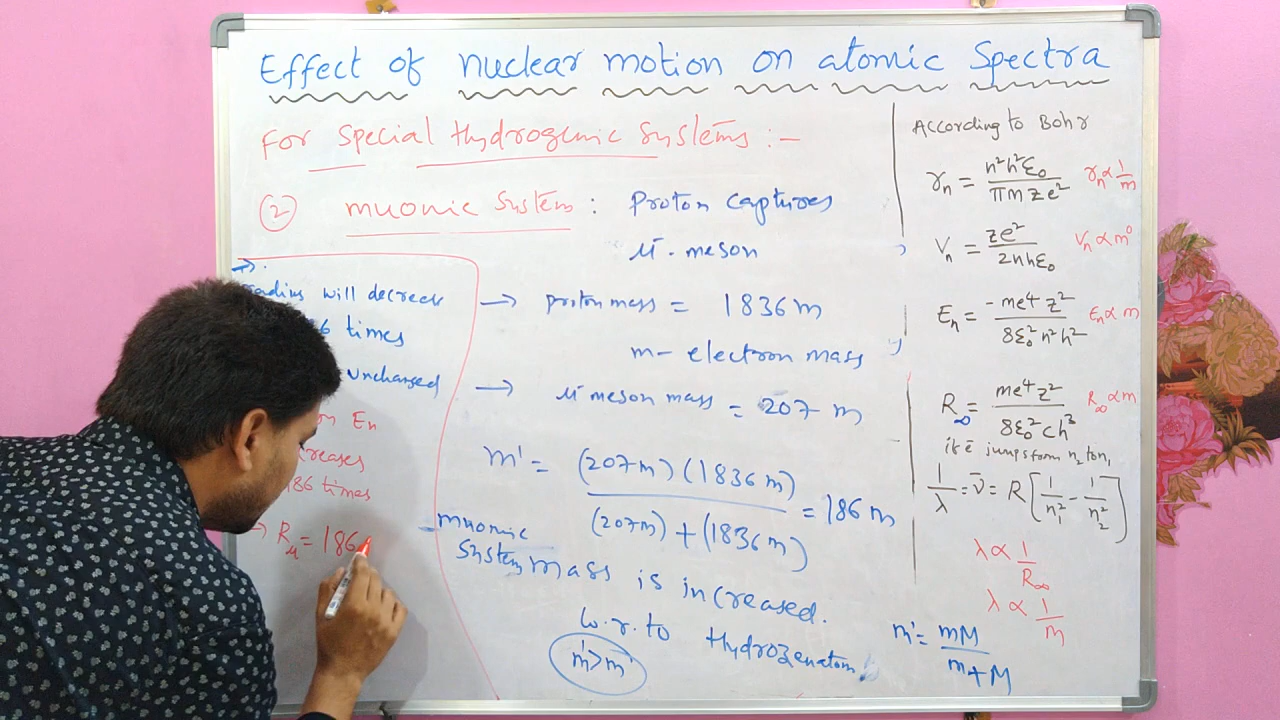 Effect of nuclear motion on atomic Spectra
For Special Hydrogenic Systems :-
② muonic System : Proton Captures
μ⁻ meson
→ proton mass = 1836 m
m - electron mass
→ μ⁻ meson mass = 207 m
m' = (207m)(1836m) / (207m) + (1836m) = 186 m
muonic
System mass is increased.
w.r.to Hydrogen atom
m' > m
m' = mM / m+M
→
radius will decrease
6 times
unchanged
En
creases
186 times
→ Rμ = 186
According to Bohr
rn = n²h²ε₀ / πmze² rn ∝ 1/m
Vn = ze² / 2nhε₀ Vn ∝ m⁰
En = -me⁴z² / 8ε₀²n²h² En ∝ m
R∞ = me⁴z² / 8ε₀²ch³ R∞ ∝ m
if ē jumps form n₂ to n₁
1/λ = ν̄ = R[1/n₁² - 1/n₂²]
λ ∝ 1/R∞
λ ∝ 1/m